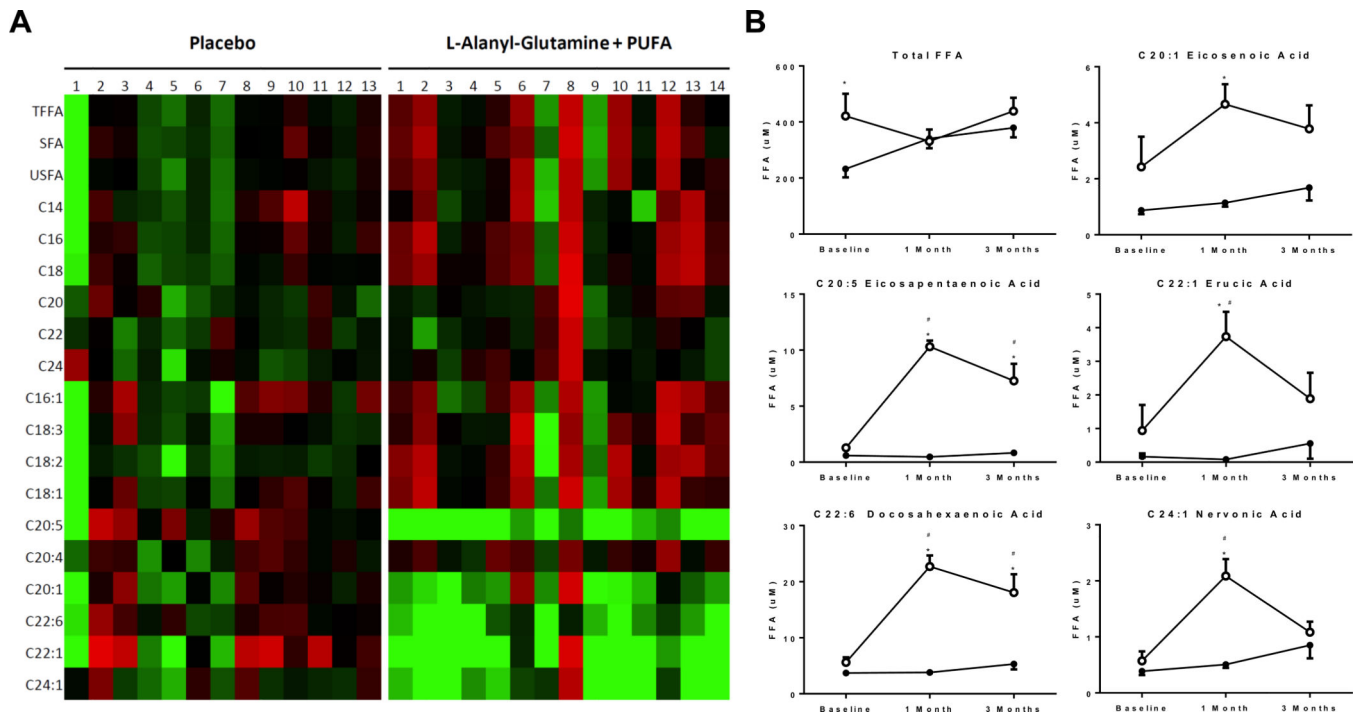 A
Placebo
L-Alanyl-Glutamine + PUFA
1 2 3 4 5 6 7 8 9 10 11 12 13
1 2 3 4 5 6 7 8 9 10 11 12 13 14
TFFA
SFA
USFA
C14
C16
C18
C20
C22
C24
C16:1
C18:3
C18:2
C18:1
C20:5
C20:4
C20:1
C22:6
C22:1
C24:1
B
Total FFA
FFA (uM)
600
400
200
0
*
Baseline 1 Month 3 Months
C20:1 Eicosenoic Acid
FFA (uM)
6
4
2
0
*
Baseline 1 Month 3 Months
C20:5 Eicosapentaenoic Acid
FFA (uM)
15
10
5
0
#
*
#
*
Baseline 1 Month 3 Months
C22:1 Erucic Acid
FFA (uM)
5
4
3
2
1
0
* #
Baseline 1 Month 3 Months
C22:6 Docosahexaenoic Acid
FFA (uM)
30
20
10
0
#
*
#
*
Baseline 1 Month 3 Months
C24:1 Nervonic Acid
FFA (uM)
3
2
1
0
#
*
Baseline 1 Month 3 Months